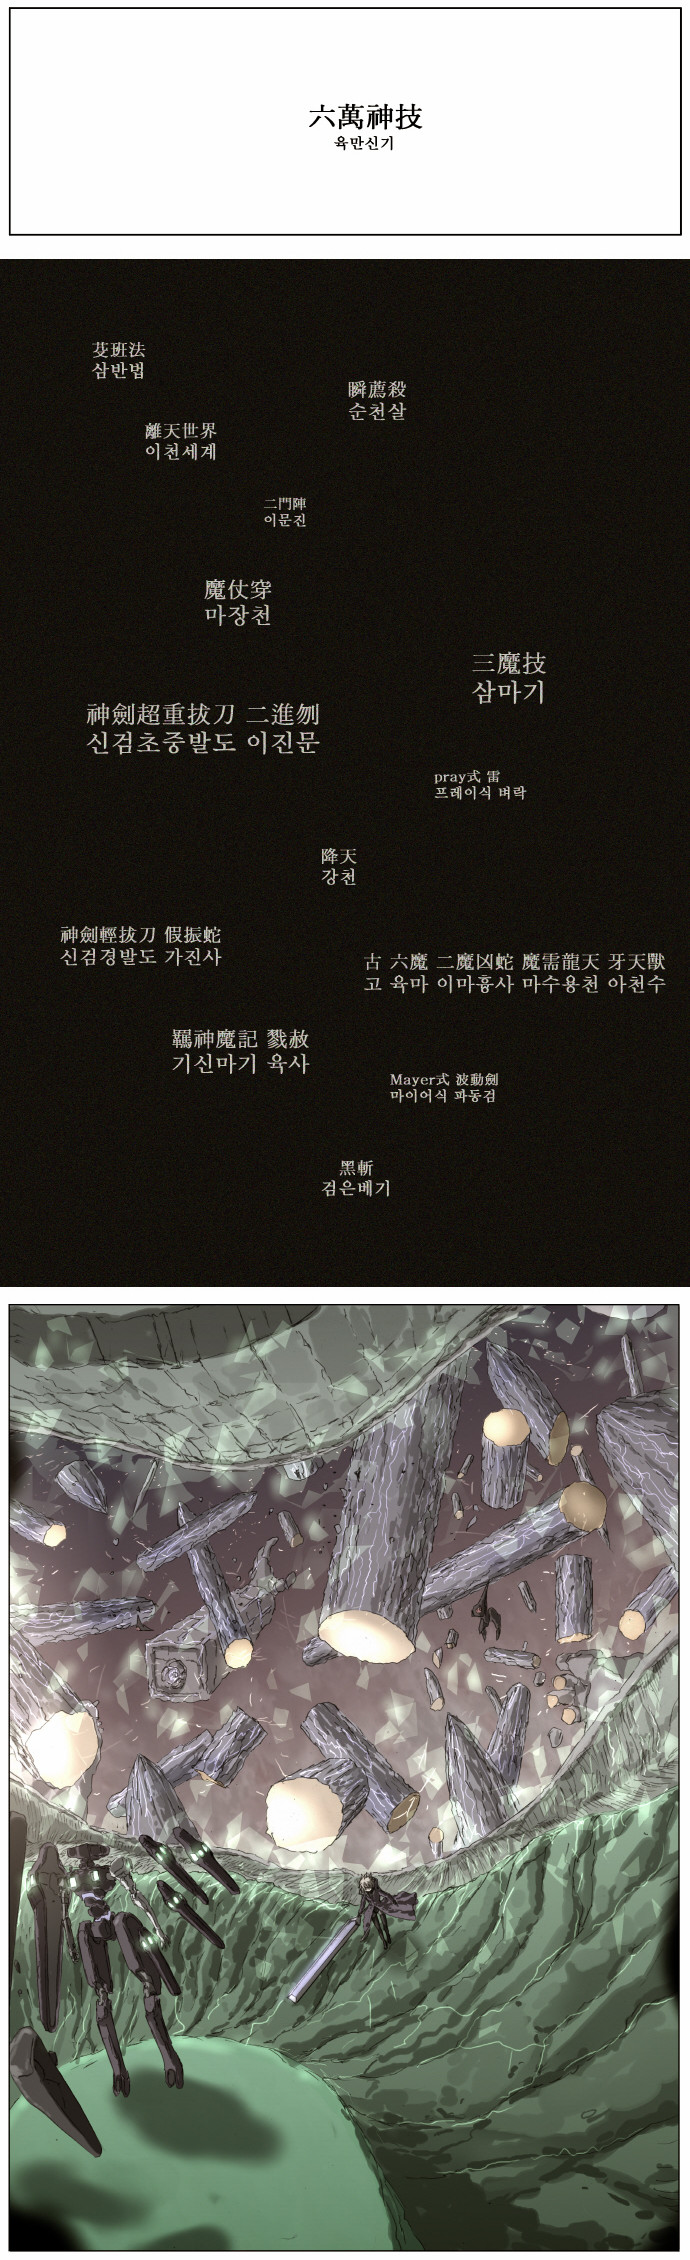 六萬神技
육만신기
芟班法
삼반법
瞬薦殺
순천살
離天世界
이천세계
二門陣
이문진
魔仗穿
마장천
三魔技
삼마기
神劍超重拔刀 二進刎
신검초중발도 이진문
pray式 雷
프레이식 벼락
降天
강천
神劍輕拔刀 假振蛇
신검경발도 가진사
古 六魔 二魔凶蛇 魔需龍天 牙天獸
고 육마 이마흉사 마수용천 아천수
羈神魔記 戮赦
기신마기 육사
Mayer式 波動劍
마이어식 파동검
黑斬
검은베기